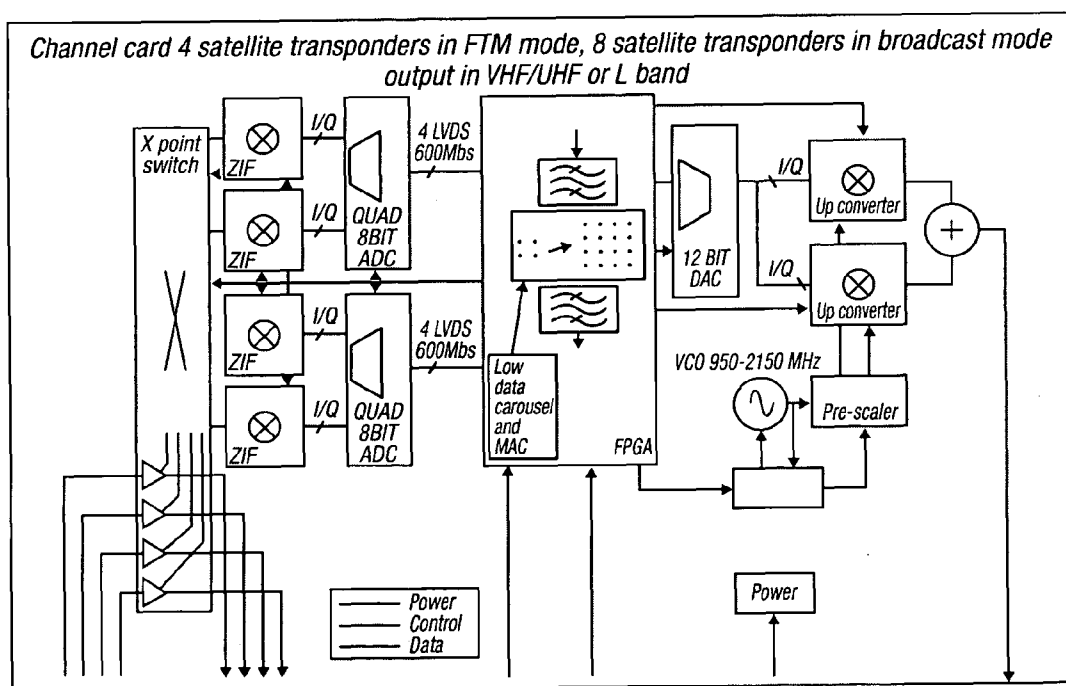 Channel card 4 satellite transponders in FTM mode, 8 satellite transponders in broadcast mode
output in VHF/UHF or L band
X point
switch
ZIF
I/Q
ZIF
I/Q
QUAD
8BIT
ADC
4 LVDS
600Mbs
ZIF
I/Q
ZIF
I/Q
QUAD
8BIT
ADC
4 LVDS
600Mbs
Low
data
carousel
and
MAC
FPGA
12 BIT
DAC
I/Q
I/Q
Up converter
Up converter
VCO 950-2150 MHz
Pre-scaler
Power
Power
Control
Data